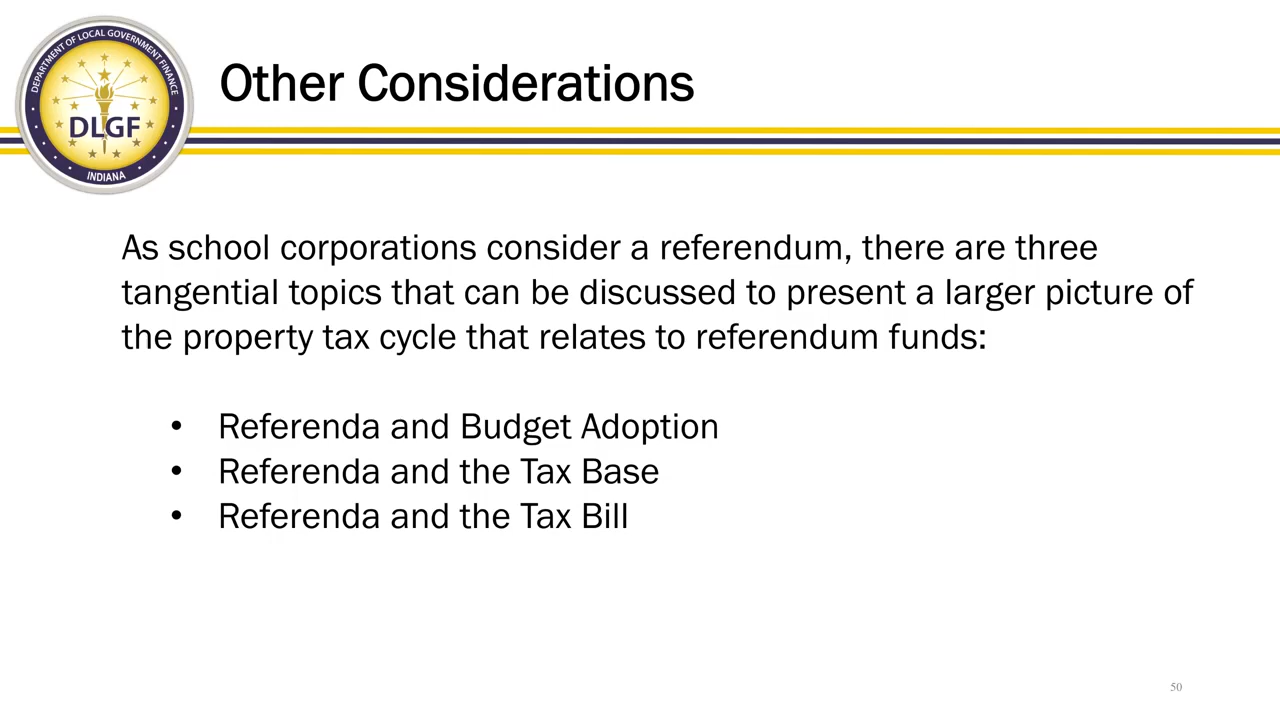 DEPARTMENT OF LOCAL GOVERNMENT FINANCE
DLGF
INDIANA
Other Considerations
As school corporations consider a referendum, there are three
tangential topics that can be discussed to present a larger picture of
the property tax cycle that relates to referendum funds:
• Referenda and Budget Adoption
• Referenda and the Tax Base
• Referenda and the Tax Bill
50